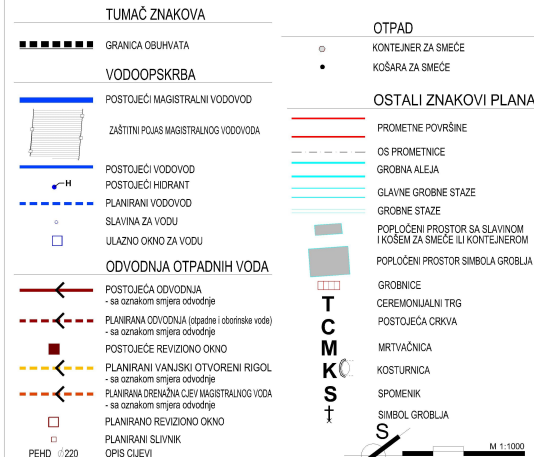 TUMAČ ZNAKOVA
GRANICA OBUHVATA
VODOOPSKRBA
POSTOJEĆI MAGISTRALNI VODOVOD
ZAŠTITNI POJAS MAGISTRALNOG VODOVODA
POSTOJEĆI VODOVOD
H
POSTOJEĆI HIDRANT
PLANIRANI VODOVOD
SLAVINA ZA VODU
ULAZNO OKNO ZA VODU
ODVODNJA OTPADNIH VODA
POSTOJEĆA ODVODNJA
- sa oznakom smjera odvodnje
PLANIRANA ODVODNJA (otpadne i oborinske vode)
- sa oznakom smjera odvodnje
POSTOJEĆE REVIZIONO OKNO
PLANIRANI VANJSKI OTVORENI RIGOL
- sa oznakom smjera odvodnje
PLANIRANA DRENAŽNA CJEV MAGISTRALNOG VODA
- sa oznakom smjera odvodnje
PLANIRANO REVIZIONO OKNO
PLANIRANI SLIVNIK
PEHD ∅220 OPIS CIJEVI
OTPAD
KONTEJNER ZA SMEĆE
KOŠARA ZA SMEĆE
OSTALI ZNAKOVI PLANA
PROMETNE POVRŠINE
OS PROMETNICE
GROBNA ALEJA
GLAVNE GROBNE STAZE
GROBNE STAZE
POPLOČENI PROSTOR SA SLAVINOM
I KOŠEM ZA SMEĆE ILI KONTEJNEROM
POPLOČENI PROSTOR SIMBOLA GROBLJA
GROBNICE
T CEREMONIJALNI TRG
C POSTOJEĆA CRKVA
M MRTVAČNICA
K KOSTURNICA
S SPOMENIK
SIMBOL GROBLJA
S
M 1:1000